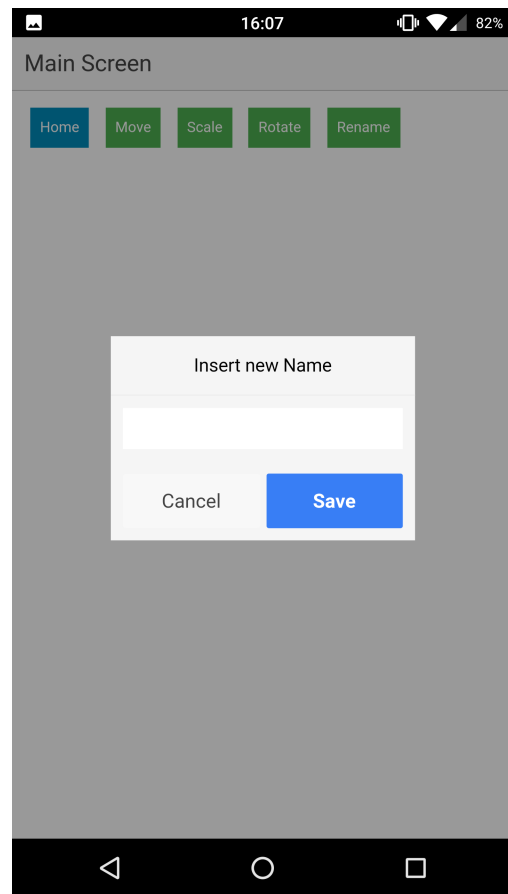 16:07 82%
Main Screen
Home Move Scale Rotate Rename
Insert new Name
Cancel Save